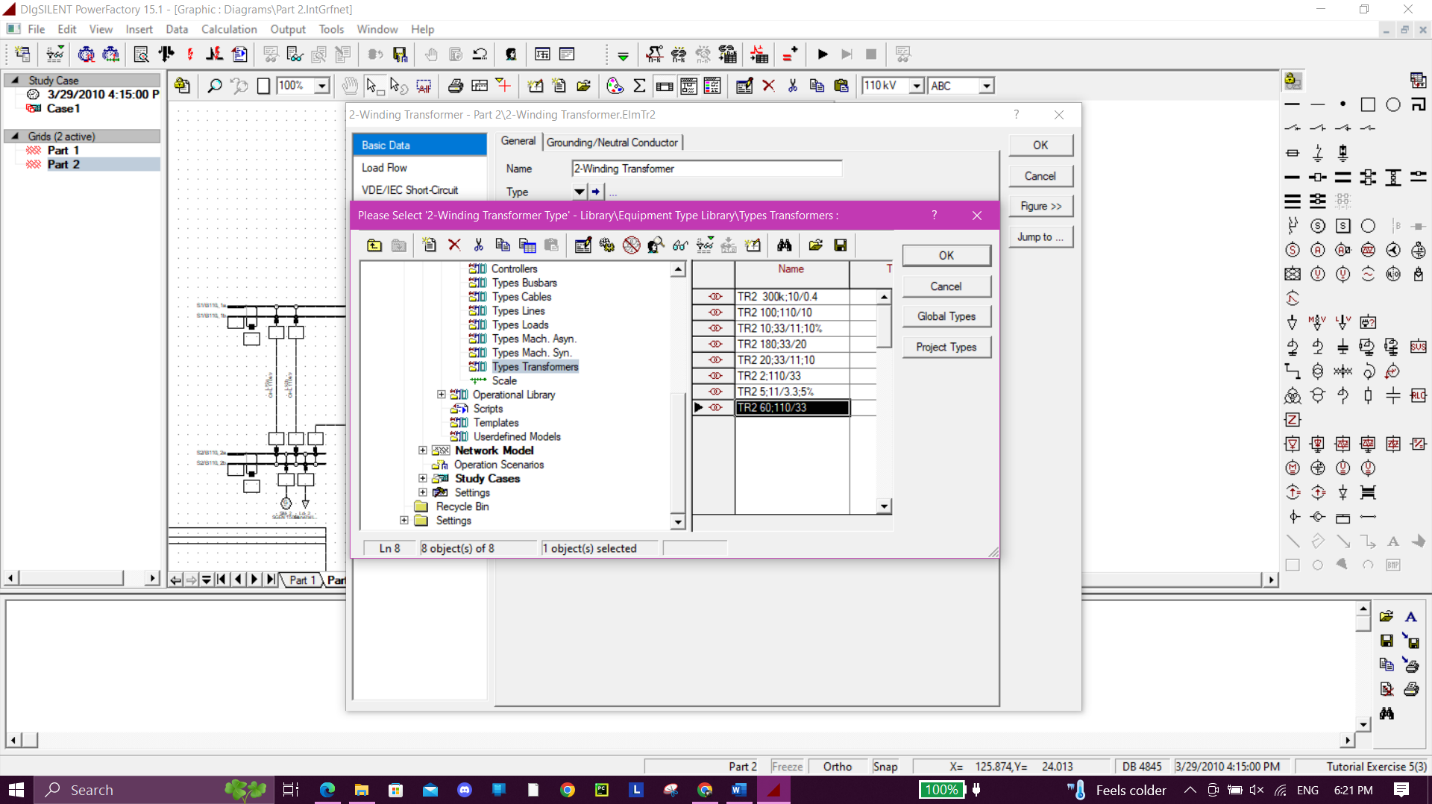 DIgSILENT PowerFactory 15.1 - [Graphic : Diagrams\Part 2.IntGrfnet]
File Edit View Insert Data Calculation Output Tools Window Help
100%
110 kV
ABC
Study Case
3/29/2010 4:15:00 P
Case1
Grids (2 active)
Part 1
Part 2
2-Winding Transformer - Part 2\2-Winding Transformer.ElmTr2 ?
Basic Data
Load Flow
VDE/IEC Short-Circuit
General
Grounding/Neutral Conductor
Name
2-Winding Transformer
Type
...
OK
Cancel
Figure >>
Jump to ...
Please Select '2-Winding Transformer Type' - Library\Equipment Type Library\Types Transformers : ?
Controllers
Types Busbars
Types Cables
Types Lines
Types Loads
Types Mach. Asyn.
Types Mach. Syn.
Types Transformers
Scale
Operational Library
Scripts
Templates
Userdefined Models
Network Model
Operation Scenarios
Study Cases
Settings
Recycle Bin
Settings
Name
T
TR2 300k;10/0.4
TR2 100;110/10
TR2 10;33/11;10%
TR2 180;33/20
TR2 20;33/11;10
TR2 2;110/33
TR2 5;11/3.3;5%
TR2 60;110/33
OK
Cancel
Global Types
Project Types
Ln 8
8 object(s) of 8
1 object(s) selected
Part 1
Part
Part 2
Freeze
Ortho
Snap
X= 125.874,Y= 24.013
DB 4845
3/29/2010 4:15:00 PM
Tutorial Exercise 5(3)
Search
100%
Feels colder
ENG
6:21 PM